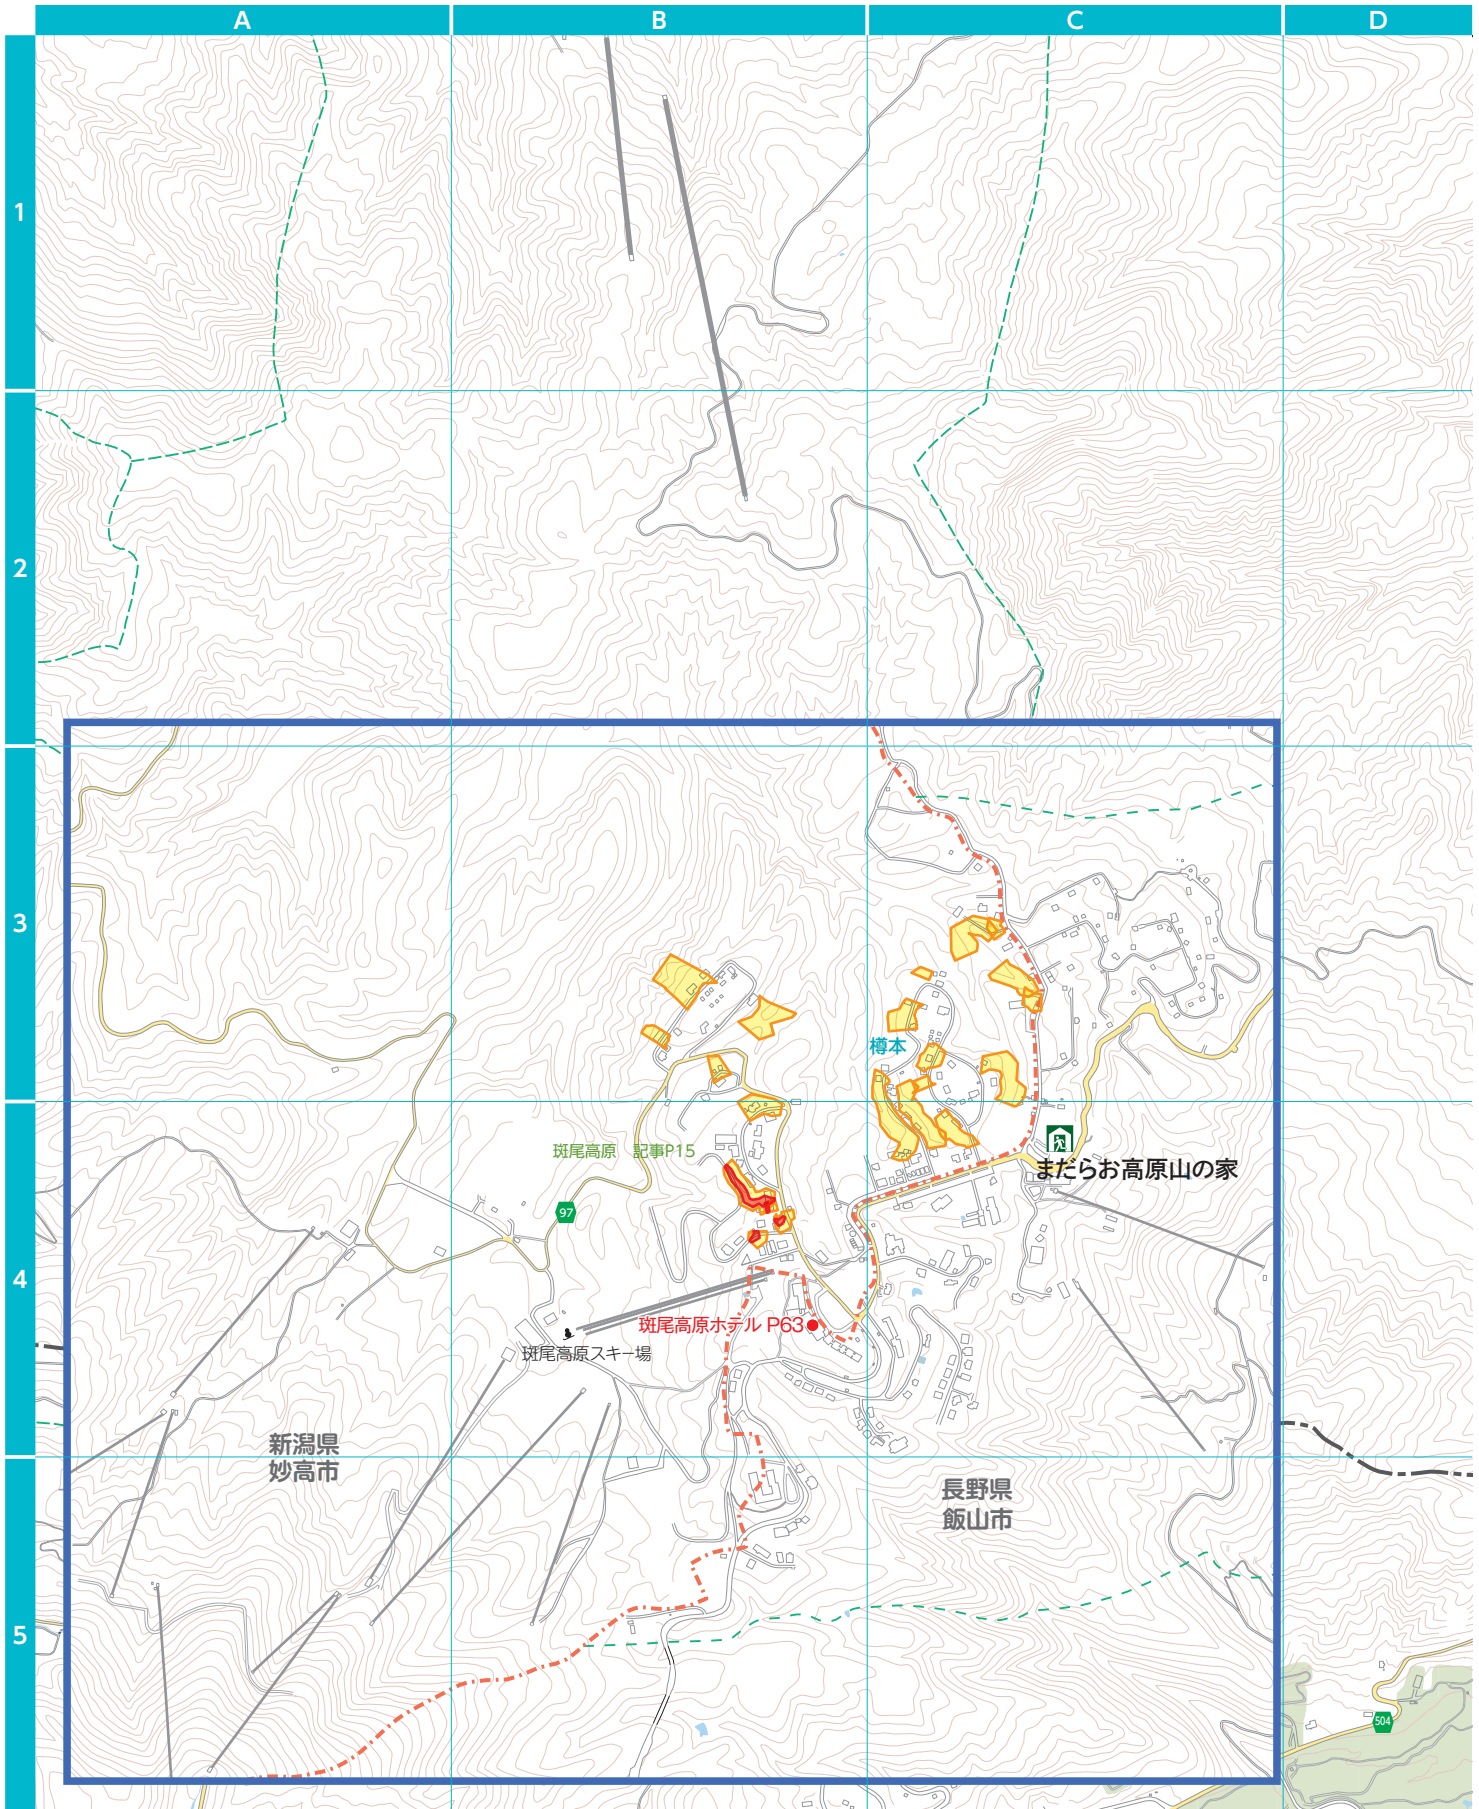 A
B
C
D
1
2
3
樽本
斑尾高原 記事P15
まだらお高原山の家
97
4
斑尾高原ホテル P63
斑尾高原スキー場
新潟県
妙高市
長野県
飯山市
5
504